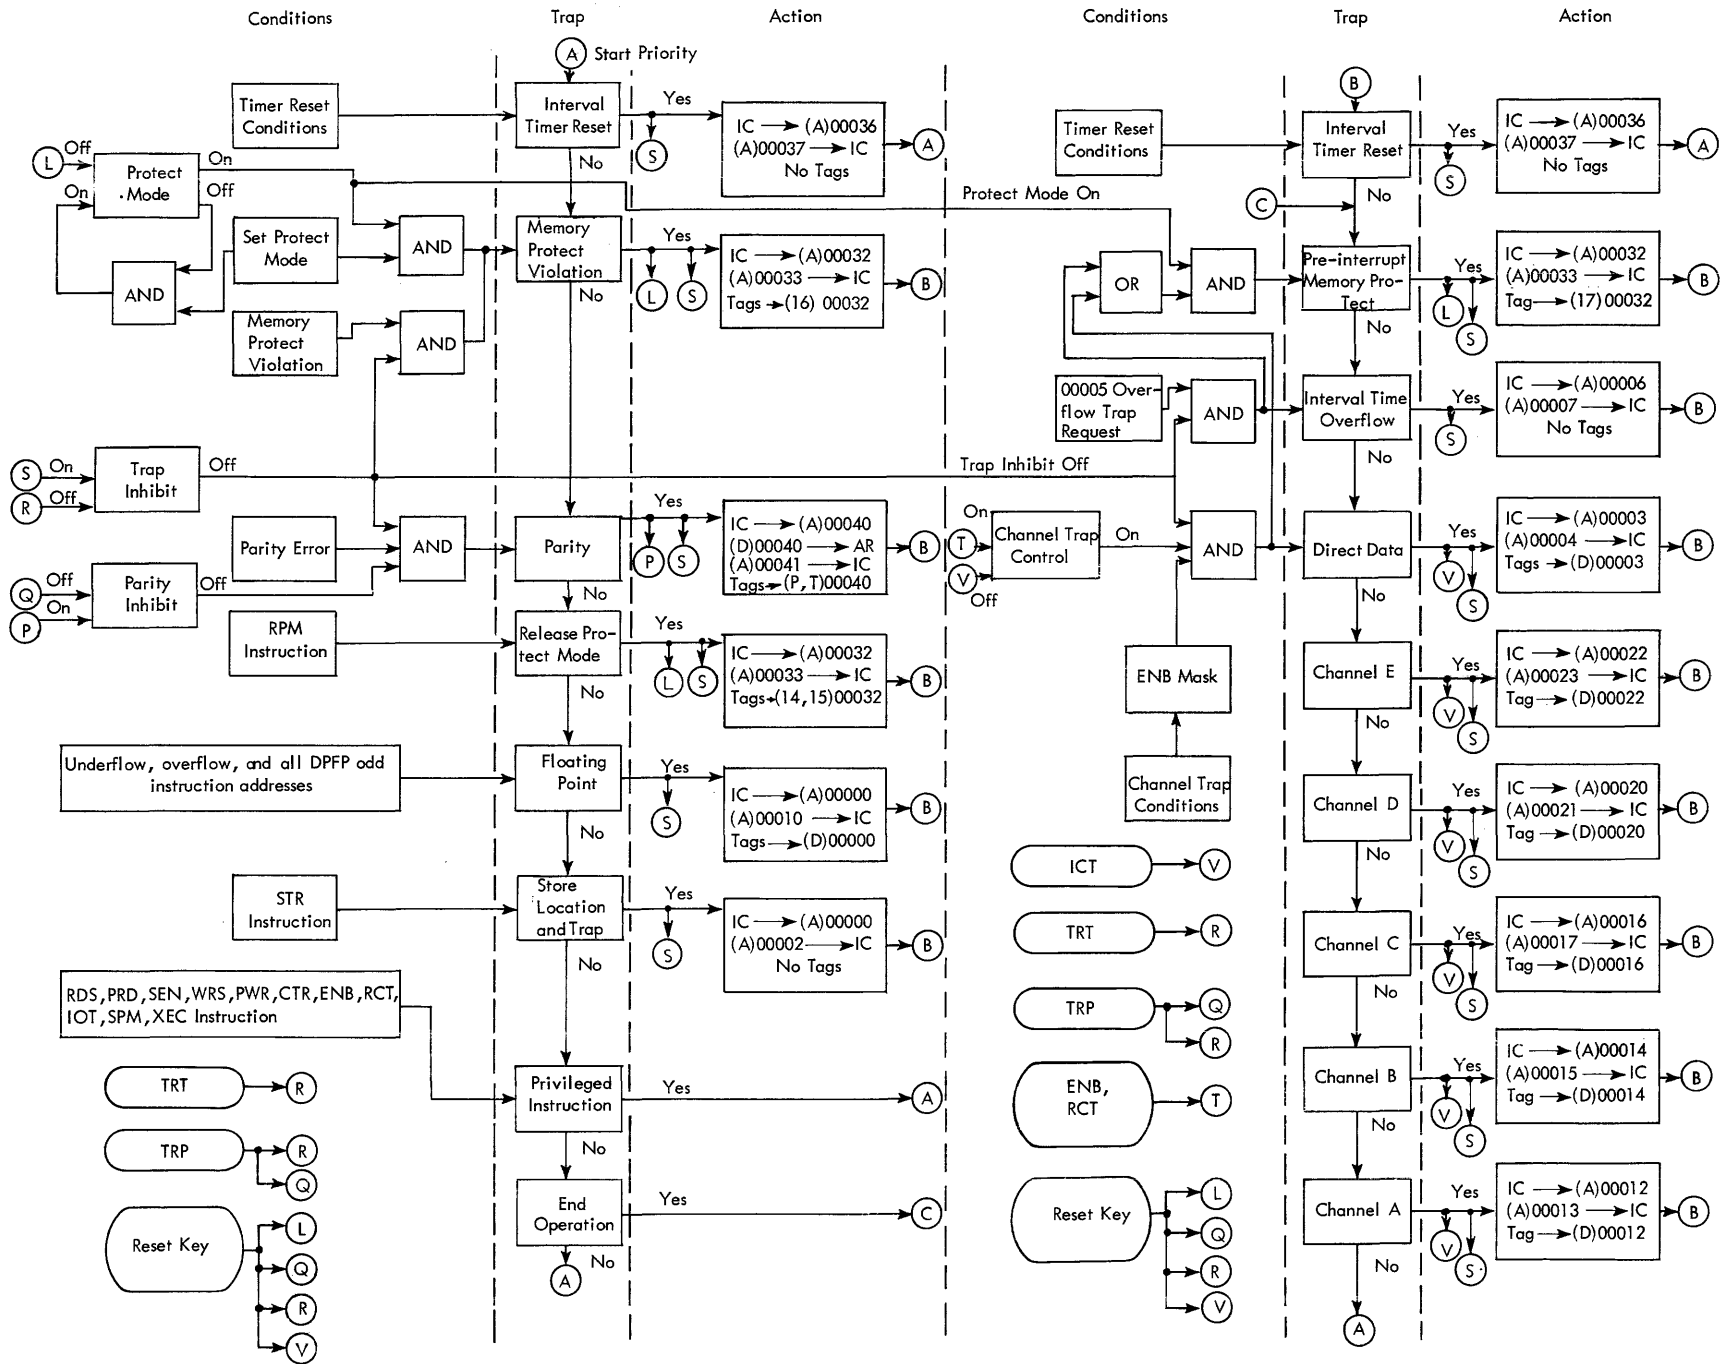 Conditions
Trap
Action
Conditions
Trap
Action
A
Start Priority
Timer Reset
Conditions
Interval
Timer Reset
Yes
S
No
IC → (A)00036
(A)00037 → IC
No Tags
A
L
Off
On
Protect
Mode
On
Off
AND
Set Protect
Mode
AND
Memory
Protect
Violation
AND
Memory
Protect
Violation
Yes
L
S
No
IC → (A)00032
(A)00033 → IC
Tags → (16) 00032
B
S
On
R
Off
Trap
Inhibit
Off
Parity Error
AND
Parity
Yes
P
S
No
IC → (A)00040
(D)00040 → AR
(A)00041 → IC
Tags → (P,T)00040
B
Q
Off
P
On
Parity
Inhibit
Off
RPM
Instruction
Release Pro-
tect Mode
Yes
L
S
No
IC → (A)00032
(A)00033 → IC
Tags → (14,15)00032
B
Underflow, overflow, and all DPFP odd
instruction addresses
Floating
Point
Yes
S
No
IC → (A)00000
(A)00010 → IC
Tags → (D)00000
B
STR
Instruction
Store
Location
and Trap
Yes
S
No
IC → (A)00000
(A)00002 → IC
No Tags
B
RDS,PRD,SEN,WRS,PWR,CTR,ENB,RCT,
IOT,SPM,XEC Instruction
Privileged
Instruction
Yes
A
No
TRT
R
TRP
R
Q
End
Operation
Yes
C
No
A
Reset Key
L
Q
R
V
B
Timer Reset
Conditions
Interval
Timer Reset
Yes
S
No
IC → (A)00036
(A)00037 → IC
No Tags
A
Protect Mode On
C
OR
AND
Pre-interrupt
Memory Pro-
tect
Yes
L
S
No
IC → (A)00032
(A)00033 → IC
Tag → (17)00032
B
00005 Over-
flow Trap
Request
AND
Interval Time
Overflow
Yes
S
No
IC → (A)00006
(A)00007 → IC
No Tags
B
Trap Inhibit Off
T
On
V
Off
Channel Trap
Control
On
AND
Direct Data
Yes
V
S
No
IC → (A)00003
(A)00004 → IC
Tags → (D)00003
B
ENB Mask
Channel E
Yes
V
S
No
IC → (A)00022
(A)00023 → IC
Tag → (D)00022
B
Channel Trap
Conditions
Channel D
Yes
V
S
No
IC → (A)00020
(A)00021 → IC
Tag → (D)00020
B
ICT
V
TRT
R
Channel C
Yes
V
S
No
IC → (A)00016
(A)00017 → IC
Tag → (D)00016
B
TRP
Q
R
ENB,
RCT
T
Channel B
Yes
V
S
No
IC → (A)00014
(A)00015 → IC
Tag → (D)00014
B
Reset Key
L
Q
R
V
Channel A
Yes
V
S
No
IC → (A)00012
(A)00013 → IC
Tag → (D)00012
B
A